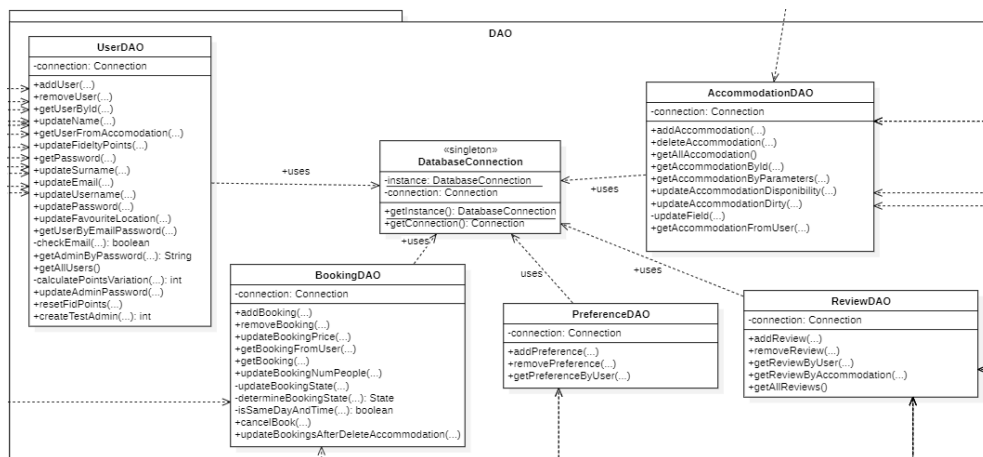 DAO
UserDAO
-connection: Connection
+addUser(...)
+removeUser(...)
+getUserById(...)
+updateName(...)
+getUserFromAccomodation(...)
+updateFideltyPoints(...)
+getPassword(...)
+updateSurname(...)
+updateEmail(...)
+updateUsername(...)
+updatePassword(...)
+updateFavouriteLocation(...)
+getUserByEmailPassword(...)
-checkEmail(...): boolean
+getAdminByPassword(...): String
+getAllUsers()
-calculatePointsVariation(...): int
+updateAdminPassword(...)
+resetFidPoints(...)
+createTestAdmin(...): int
+uses
«singleton»
DatabaseConnection
-instance: DatabaseConnection
-connection: Connection
+getInstance(): DatabaseConnection
+getConnection(): Connection
+uses
AccommodationDAO
-connection: Connection
+addAccommodation(...)
+deleteAccommodation(...)
+getAllAccomodation()
+getAccommodationById(...)
+getAccommodationByParameters(...)
+updateAccommodationDisponibility(...)
+updateAccommodationDirty(...)
-updateField(...)
+getAccommodationFromUser(...)
+uses
uses
+uses
BookingDAO
-connection: Connection
+addBooking(...)
+removeBooking(...)
+updateBookingPrice(...)
+getBookingFromUser(...)
+getBooking(...)
+updateBookingNumPeople(...)
-updateBookingState(...)
-determineBookingState(...): State
-isSameDayAndTime(...): boolean
+cancelBook(...)
+updateBookingsAfterDeleteAccommodation(...)
PreferenceDAO
-connection: Connection
+addPreference(...)
+removePreference(...)
+getPreferenceByUser(...)
ReviewDAO
-connection: Connection
+addReview(...)
+removeReview(...)
+getReviewByUser(...)
+getReviewByAccommodation(...)
+getAllReviews()